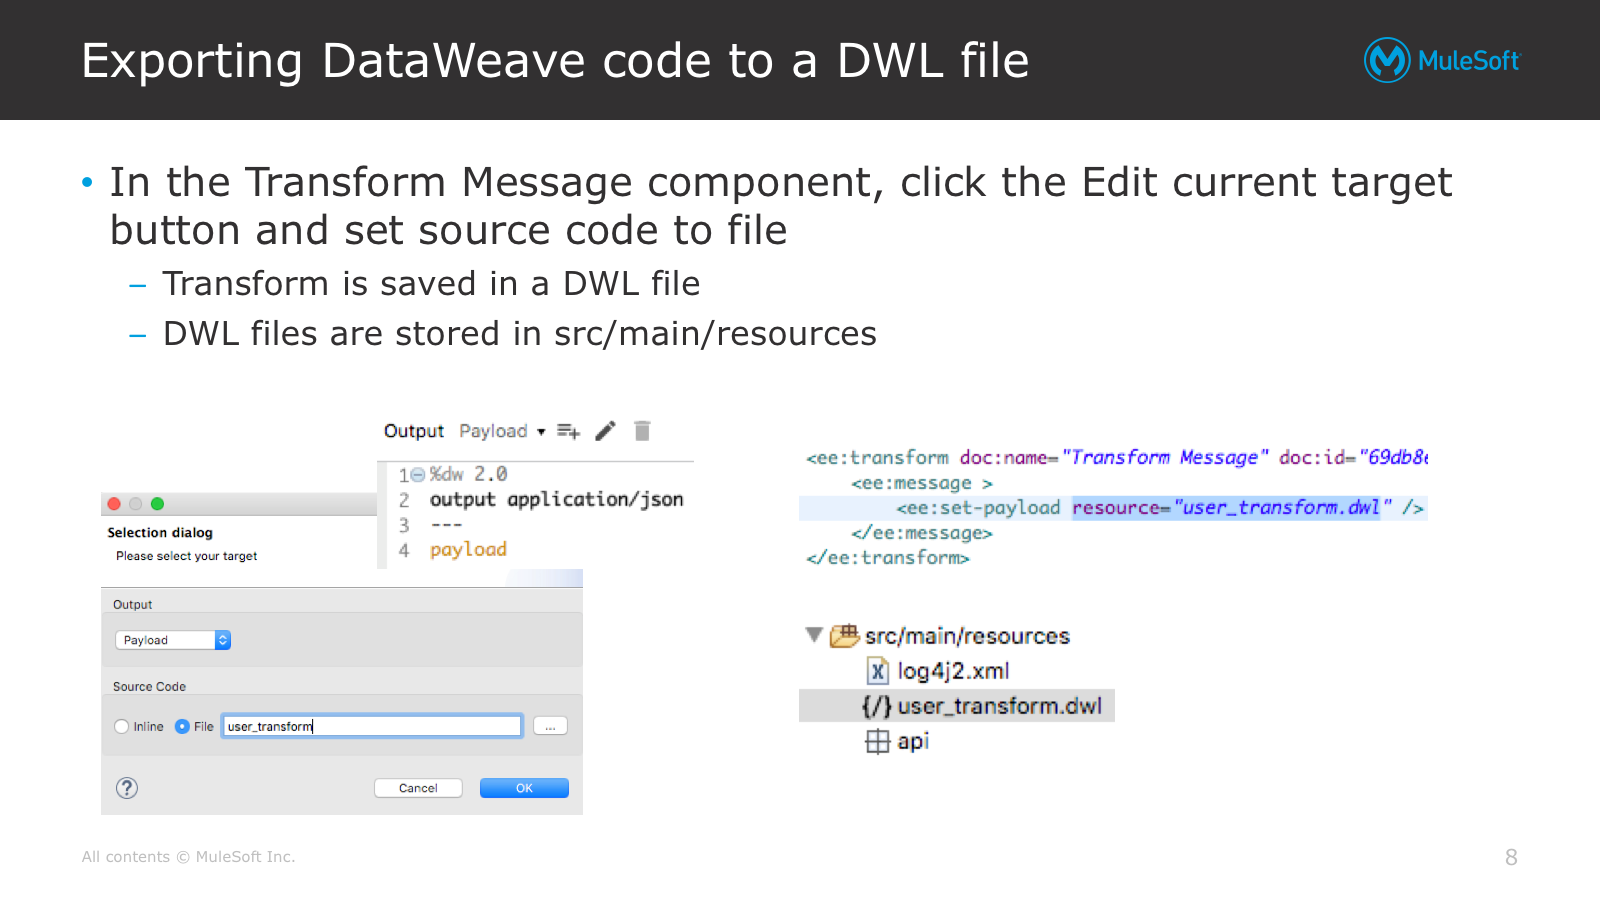 Exporting DataWeave code to a DWL file
MuleSoft
• In the Transform Message component, click the Edit current target
button and set source code to file
– Transform is saved in a DWL file
– DWL files are stored in src/main/resources
Output Payload
1 %dw 2.0
2 output application/json
3 ---
4 payload
Selection dialog
Please select your target
Output
Payload
Source Code
Inline File user_transform ...
? Cancel OK
<ee:transform doc:name="Transform Message" doc:id="69db8
<ee:message >
<ee:set-payload resource="user_transform.dwl" />
</ee:message>
</ee:transform>
src/main/resources
X log4j2.xml
{/} user_transform.dwl
api
All contents © MuleSoft Inc.
8